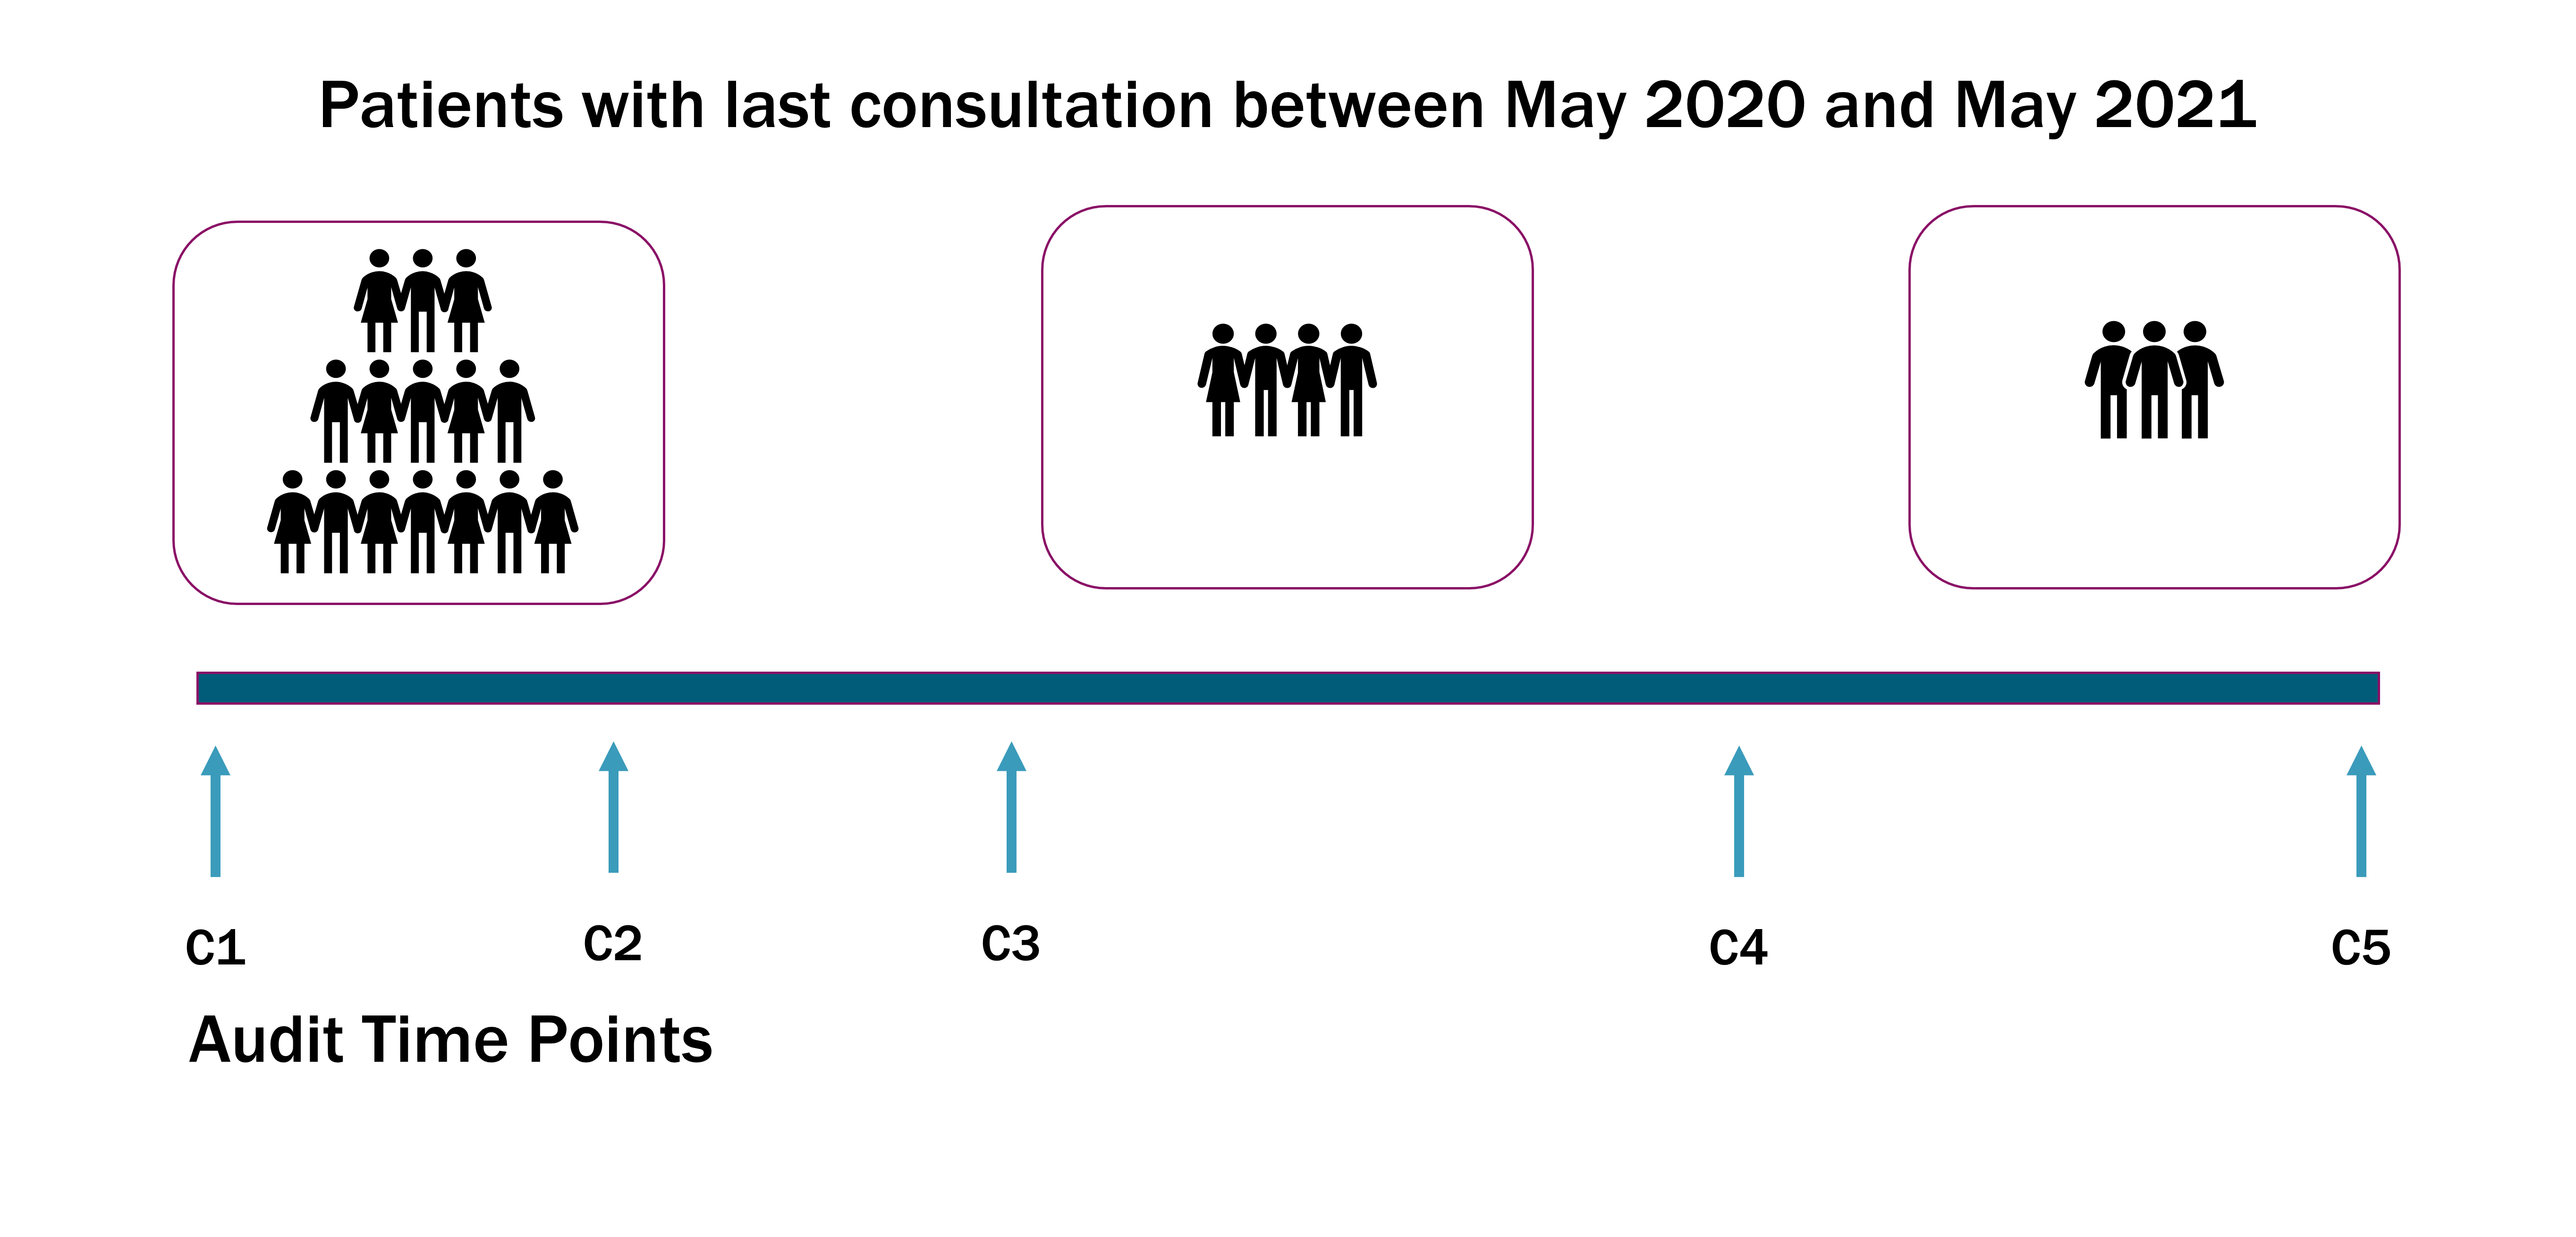 Patients with last consultation between May 2020 and May 2021
C1
C2
C3
C4
C5
Audit Time Points